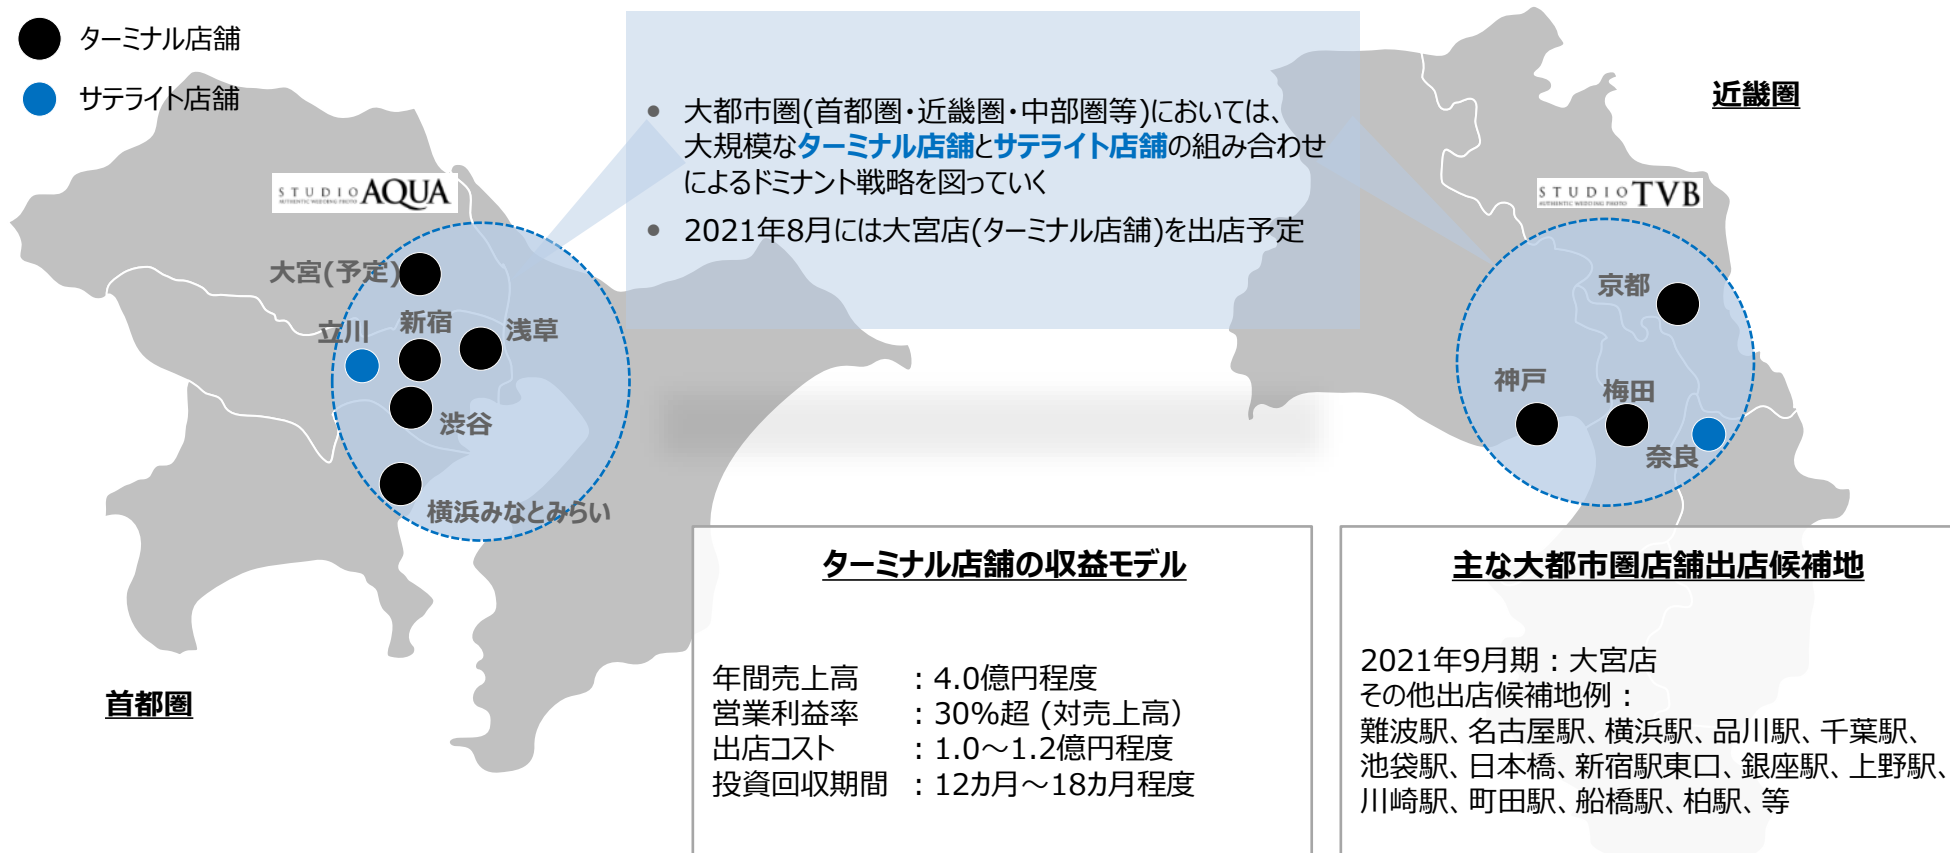 ターミナル店舗
サテライト店舗
• 大都市圏(首都圏・近畿圏・中部圏等)においては、
大規模なターミナル店舗とサテライト店舗の組み合わせ
によるドミナント戦略を図っていく
• 2021年8月には大宮店(ターミナル店舗)を出店予定
近畿圏
STUDIO AQUA
AUTHENTIC WEDDING PHOTO
STUDIO TVB
AUTHENTIC WEDDING PHOTO
大宮(予定)
立川
新宿
浅草
渋谷
横浜みなとみらい
京都
神戸
梅田
奈良
首都圏
ターミナル店舗の収益モデル
年間売上高 :4.0億円程度
営業利益率 :30%超 (対売上高)
出店コスト :1.0~1.2億円程度
投資回収期間 :12カ月~18カ月程度
主な大都市圏店舗出店候補地
2021年9月期:大宮店
その他出店候補地例:
難波駅、名古屋駅、横浜駅、品川駅、千葉駅、
池袋駅、日本橋、新宿駅東口、銀座駅、上野駅、
川崎駅、町田駅、船橋駅、柏駅、等